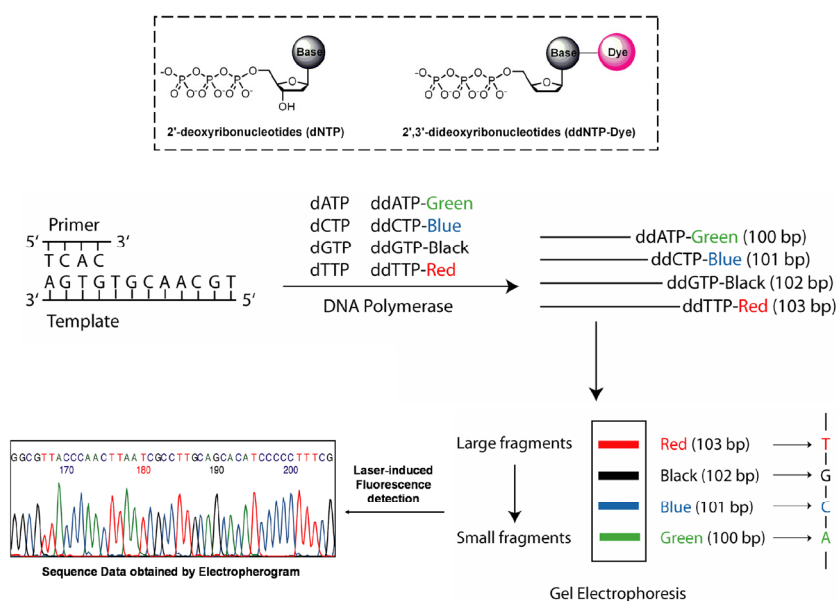 Base
Base
Dye
⁻O P O P O P O O
O O⁻ O O⁻ O O⁻
OH
⁻O P O P O P O O
O O⁻ O O⁻ O O⁻
2'-deoxyribonucleotides (dNTP)
2',3'-dideoxyribonucleotides (ddNTP-Dye)
Primer
5' 3'
T C A C
A G T G T G C A A C G T
3' 5'
Template
dATP ddATP-Green
dCTP ddCTP-Blue
dGTP ddGTP-Black
dTTP ddTTP-Red
DNA Polymerase
ddATP-Green (100 bp)
ddCTP-Blue (101 bp)
ddGTP-Black (102 bp)
ddTTP-Red (103 bp)
Large fragments
Small fragments
Red (103 bp) T
Black (102 bp) G
Blue (101 bp) C
Green (100 bp) A
Gel Electrophoresis
Laser-induced
Fluorescence
detection
GGCGTTACCCAACTTAATCGCCTTGCAGCACATCCCCCTTTCG
170 180 190 200
Sequence Data obtained by Electropherogram